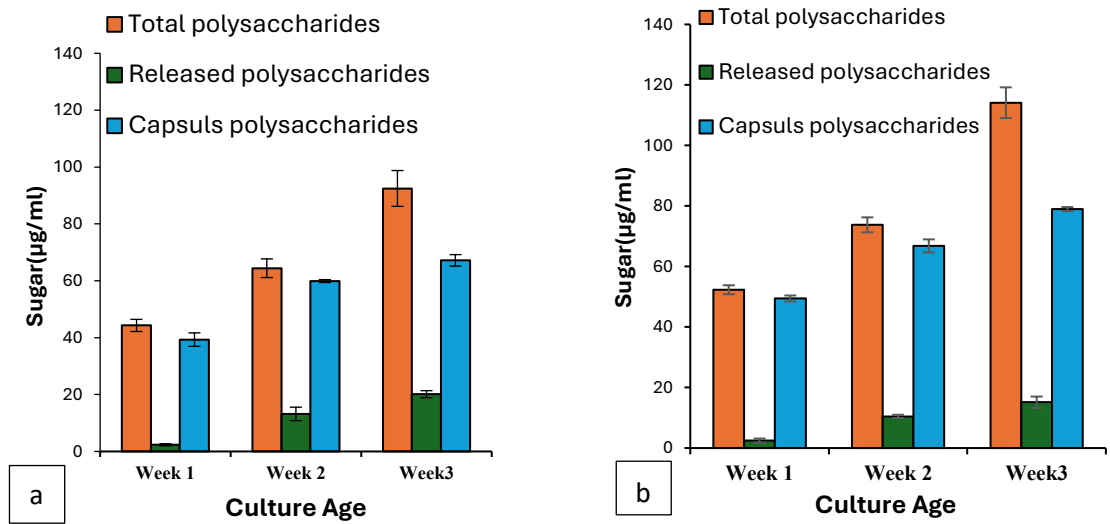 Total polysaccharides
Released polysaccharides
Capsuls polysaccharides
140
120
100
80
60
40
20
0
Sugar(µg/ml)
Week 1
Week 2
Week3
Culture Age
a
Total polysaccharides
Released polysaccharides
Capsuls polysaccharides
140
120
100
80
60
40
20
0
Sugar(µg/ml)
Week 1
Week 2
Week3
Culture Age
b